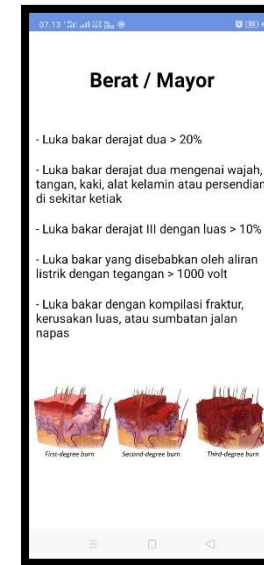 07.13
Berat / Mayor
- Luka bakar derajat dua > 20%
- Luka bakar derajat dua mengenai wajah,
tangan, kaki, alat kelamin atau persendian
di sekitar ketiak
- Luka bakar derajat III dengan luas > 10%
- Luka bakar yang disebabkan oleh aliran
listrik dengan tegangan > 1000 volt
- Luka bakar dengan kompilasi fraktur,
kerusakan luas, atau sumbatan jalan
napas
First-degree burn Second-degree burn Third-degree burn